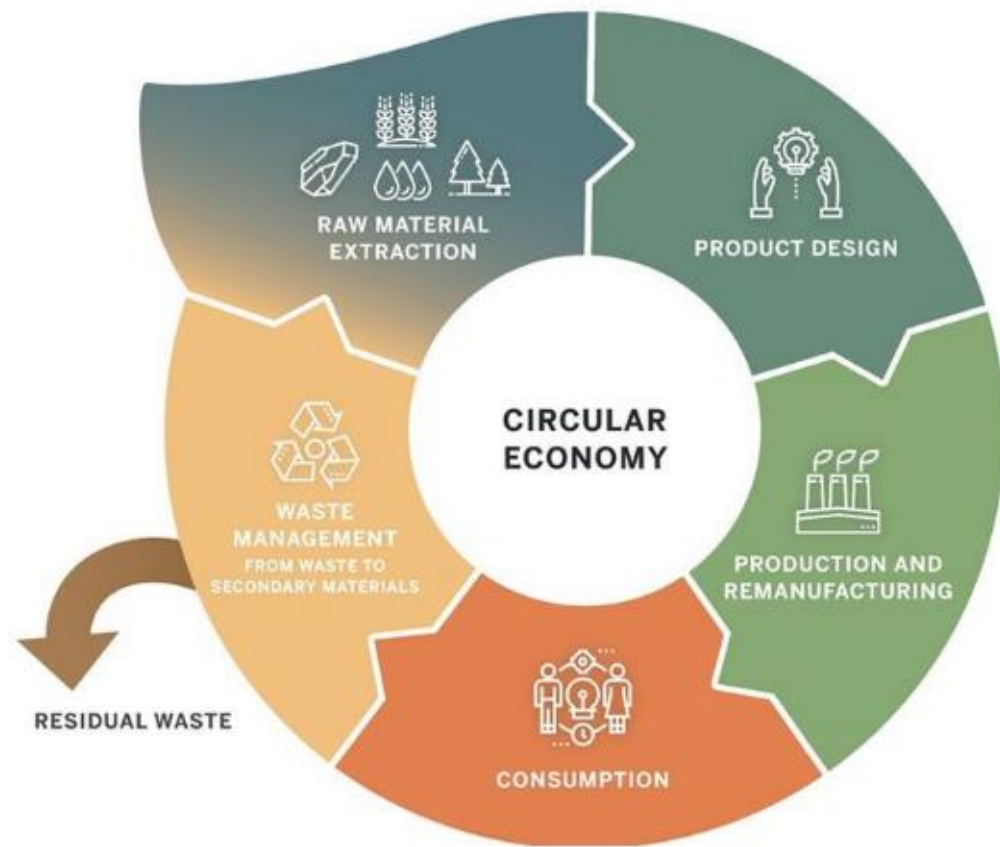 RAW MATERIAL
EXTRACTION
PRODUCT DESIGN
CIRCULAR
ECONOMY
PRODUCTION AND
REMANUFACTURING
CONSUMPTION
WASTE
MANAGEMENT
FROM WASTE TO
SECONDARY MATERIALS
RESIDUAL WASTE